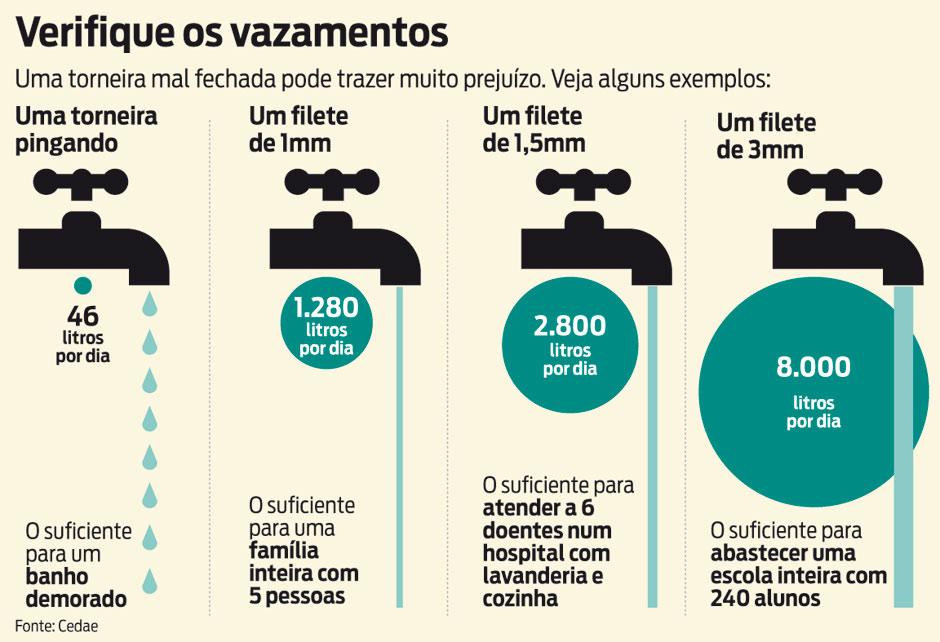 Verifique os vazamentos
Uma torneira mal fechada pode trazer muito prejuízo. Veja alguns exemplos:
Uma torneira
pingando
46
litros
por dia
O suficiente
para um
banho
demorado
Um filete
de 1mm
1.280
litros
por dia
O suficiente
para uma
família
inteira com
5 pessoas
Um filete
de 1,5mm
2.800
litros
por dia
O suficiente para
atender a 6
doentes num
hospital com
lavanderia e
cozinha
Um filete
de 3mm
8.000
litros
por dia
O suficiente para
abastecer uma
escola inteira com
240 alunos
Fonte: Cedae